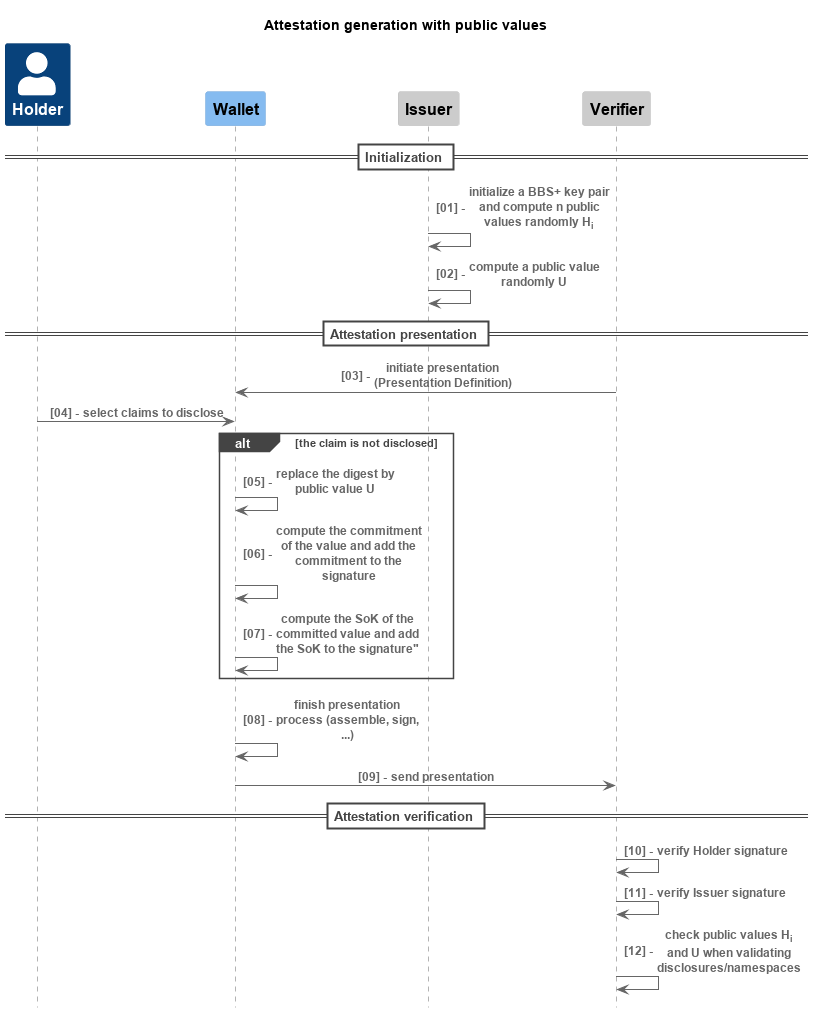 Attestation generation with public values
Holder
Wallet
Issuer
Verifier
Initialization
[01] - initialize a BBS+ key pair
and compute n public
values randomly Hi
[02] - compute a public value
randomly U
Attestation presentation
[03] - initiate presentation
(Presentation Definition)
[04] - select claims to disclose
alt
[the claim is not disclosed]
[05] - replace the digest by
public value U
[06] - compute the commitment
of the value and add the
commitment to the
signature
[07] - compute the SoK of the
committed value and add
the SoK to the signature"
[08] - finish presentation
process (assemble, sign,
...)
[09] - send presentation
Attestation verification
[10] - verify Holder signature
[11] - verify Issuer signature
[12] - check public values Hi
and U when validating
disclosures/namespaces